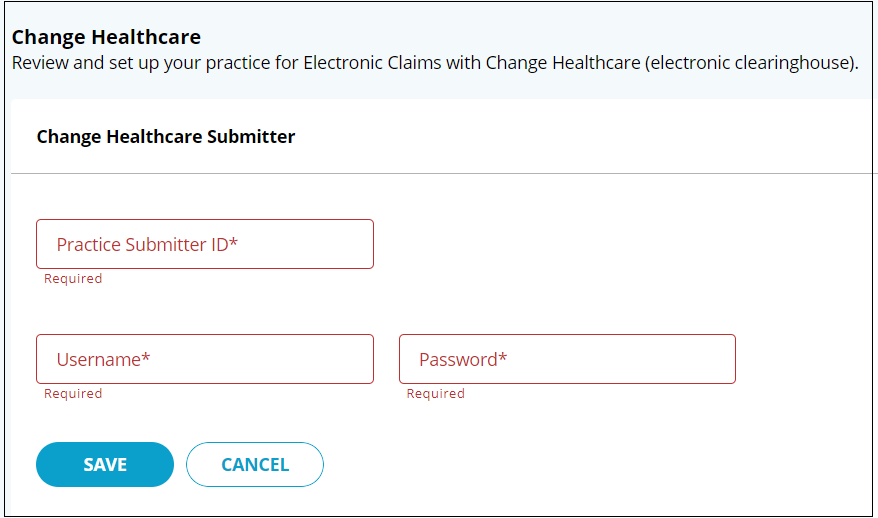 Change Healthcare
Review and set up your practice for Electronic Claims with Change Healthcare (electronic clearinghouse).
Change Healthcare Submitter
Practice Submitter ID*
Required
Username* Password*
Required Required
SAVE CANCEL